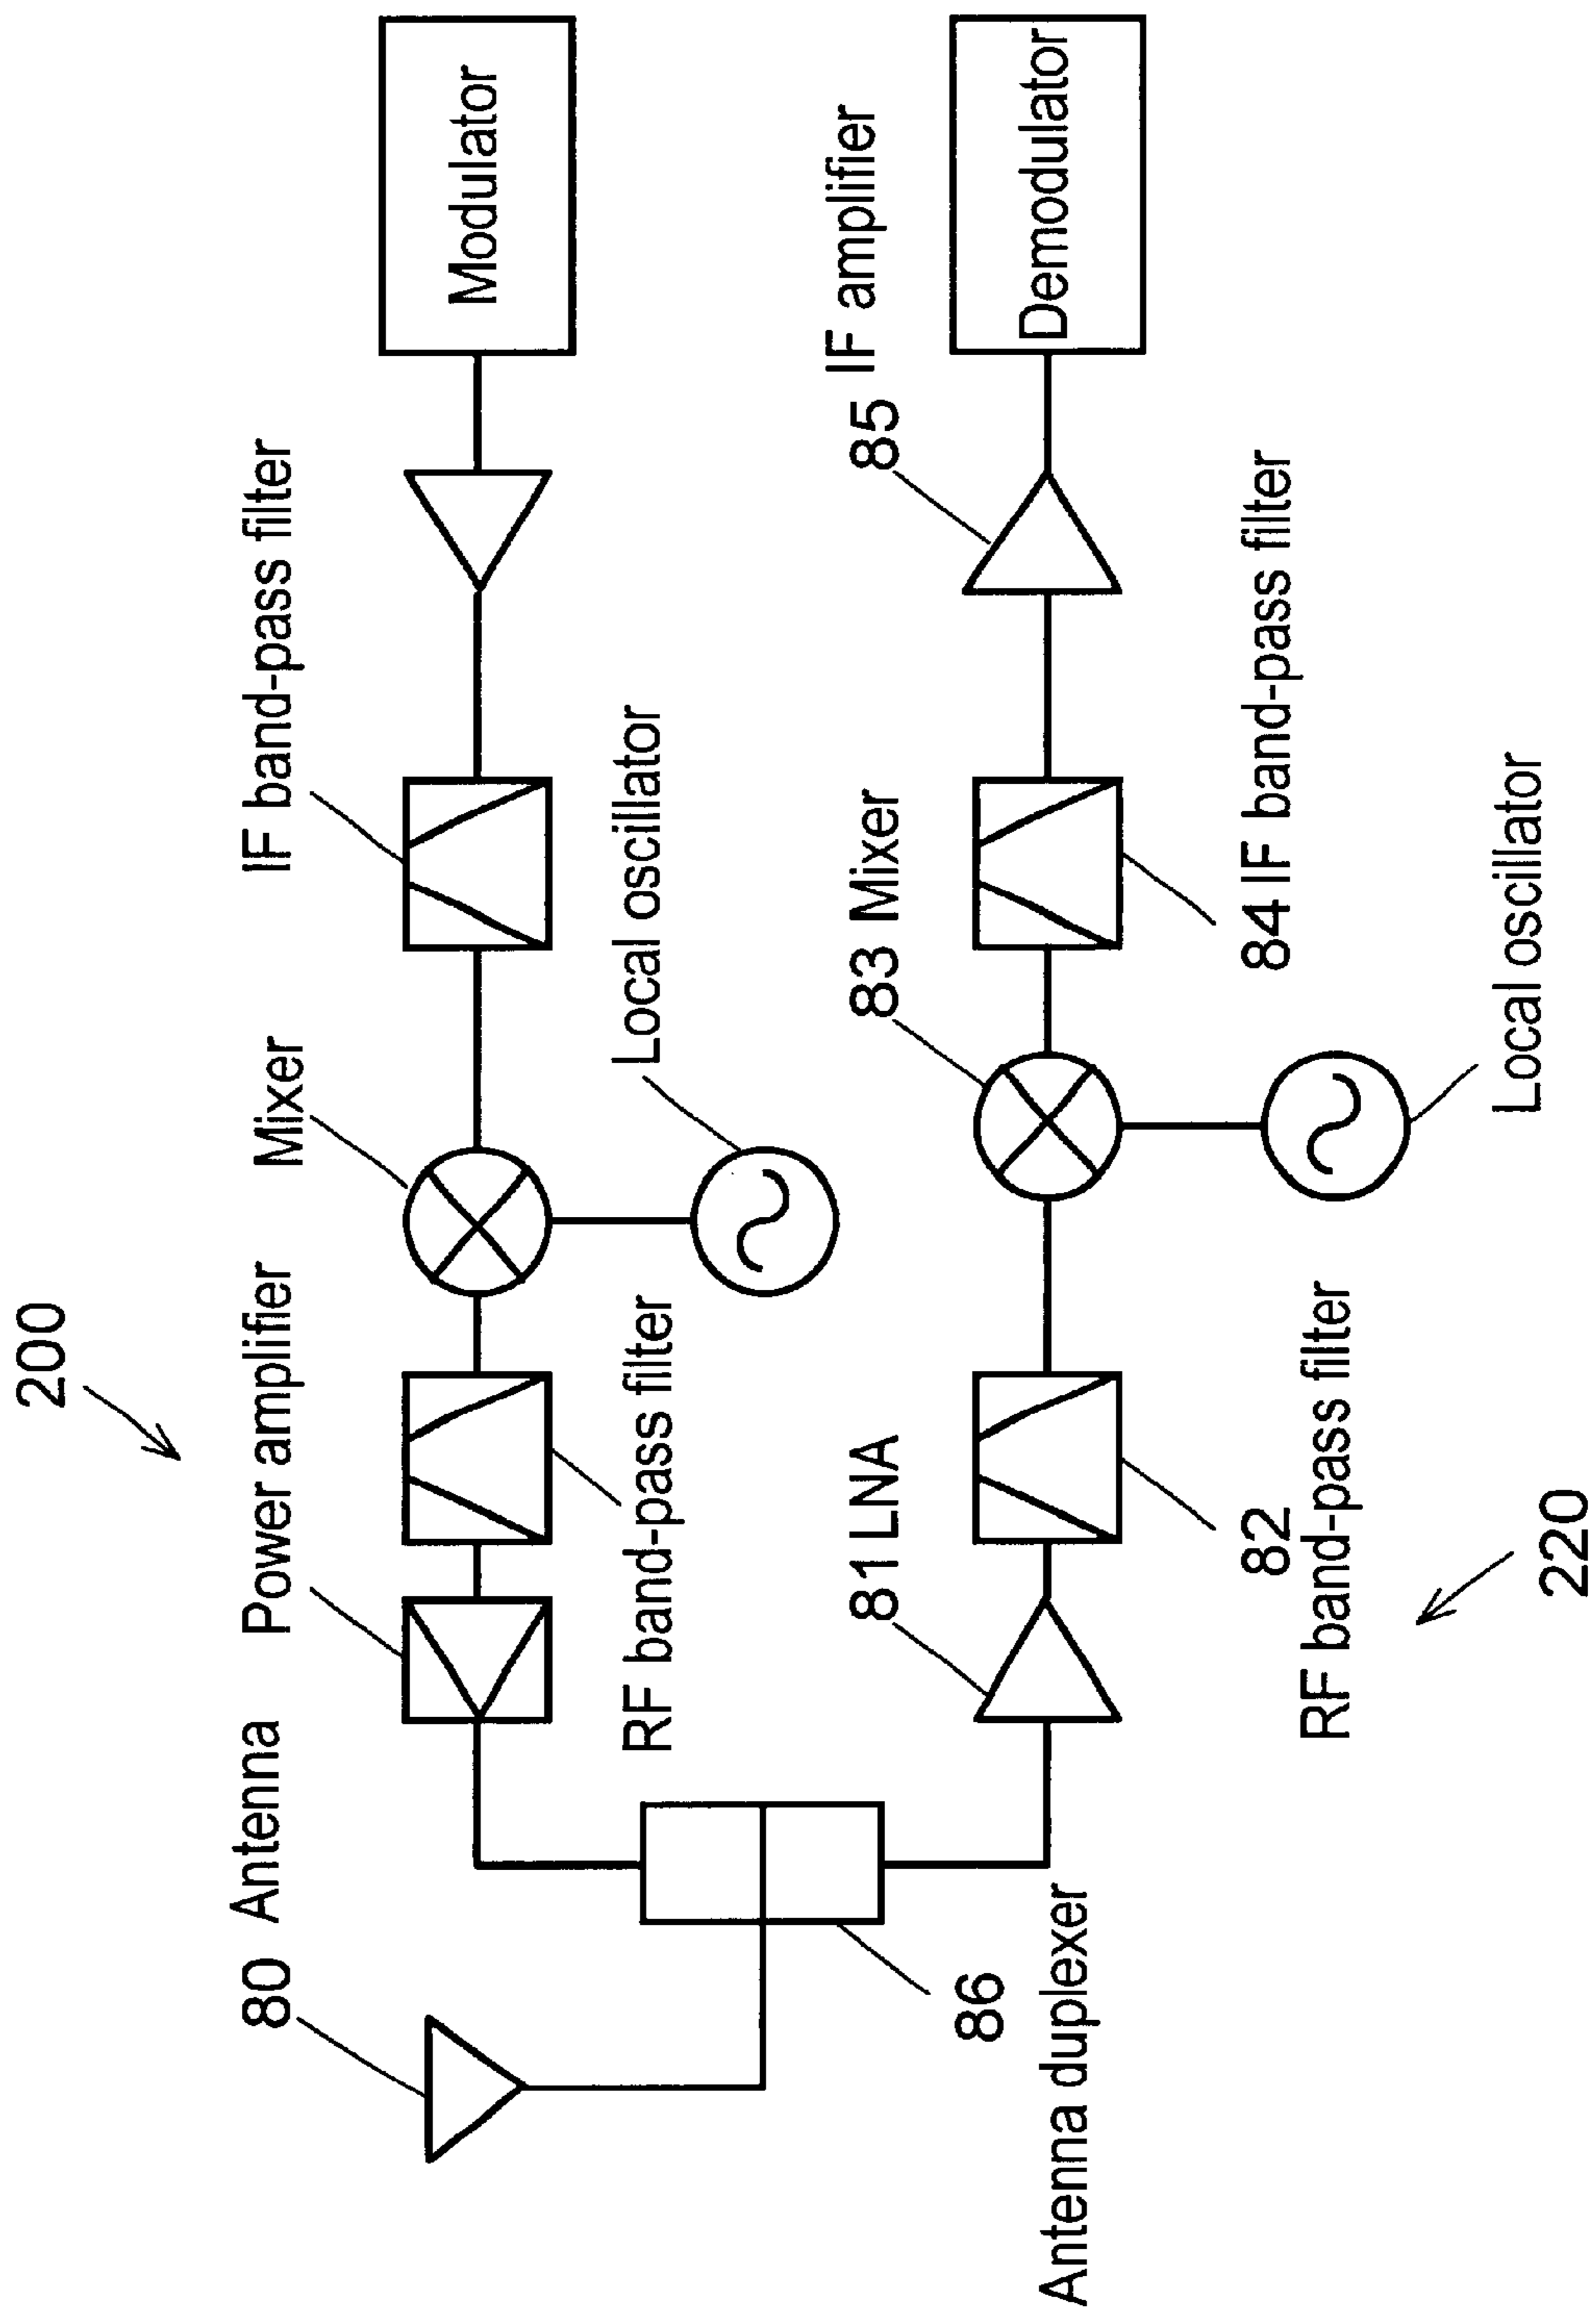 200
80 Antenna
Power amplifier
Mixer
IF band-pass filter
Modulator
RF band-pass filter
Local oscillator
86
Antenna duplexer
81 LNA
83 Mixer
85
IF amplifier
Demodulator
82
RF band-pass filter
84 IF band-pass filter
Local oscillator
220